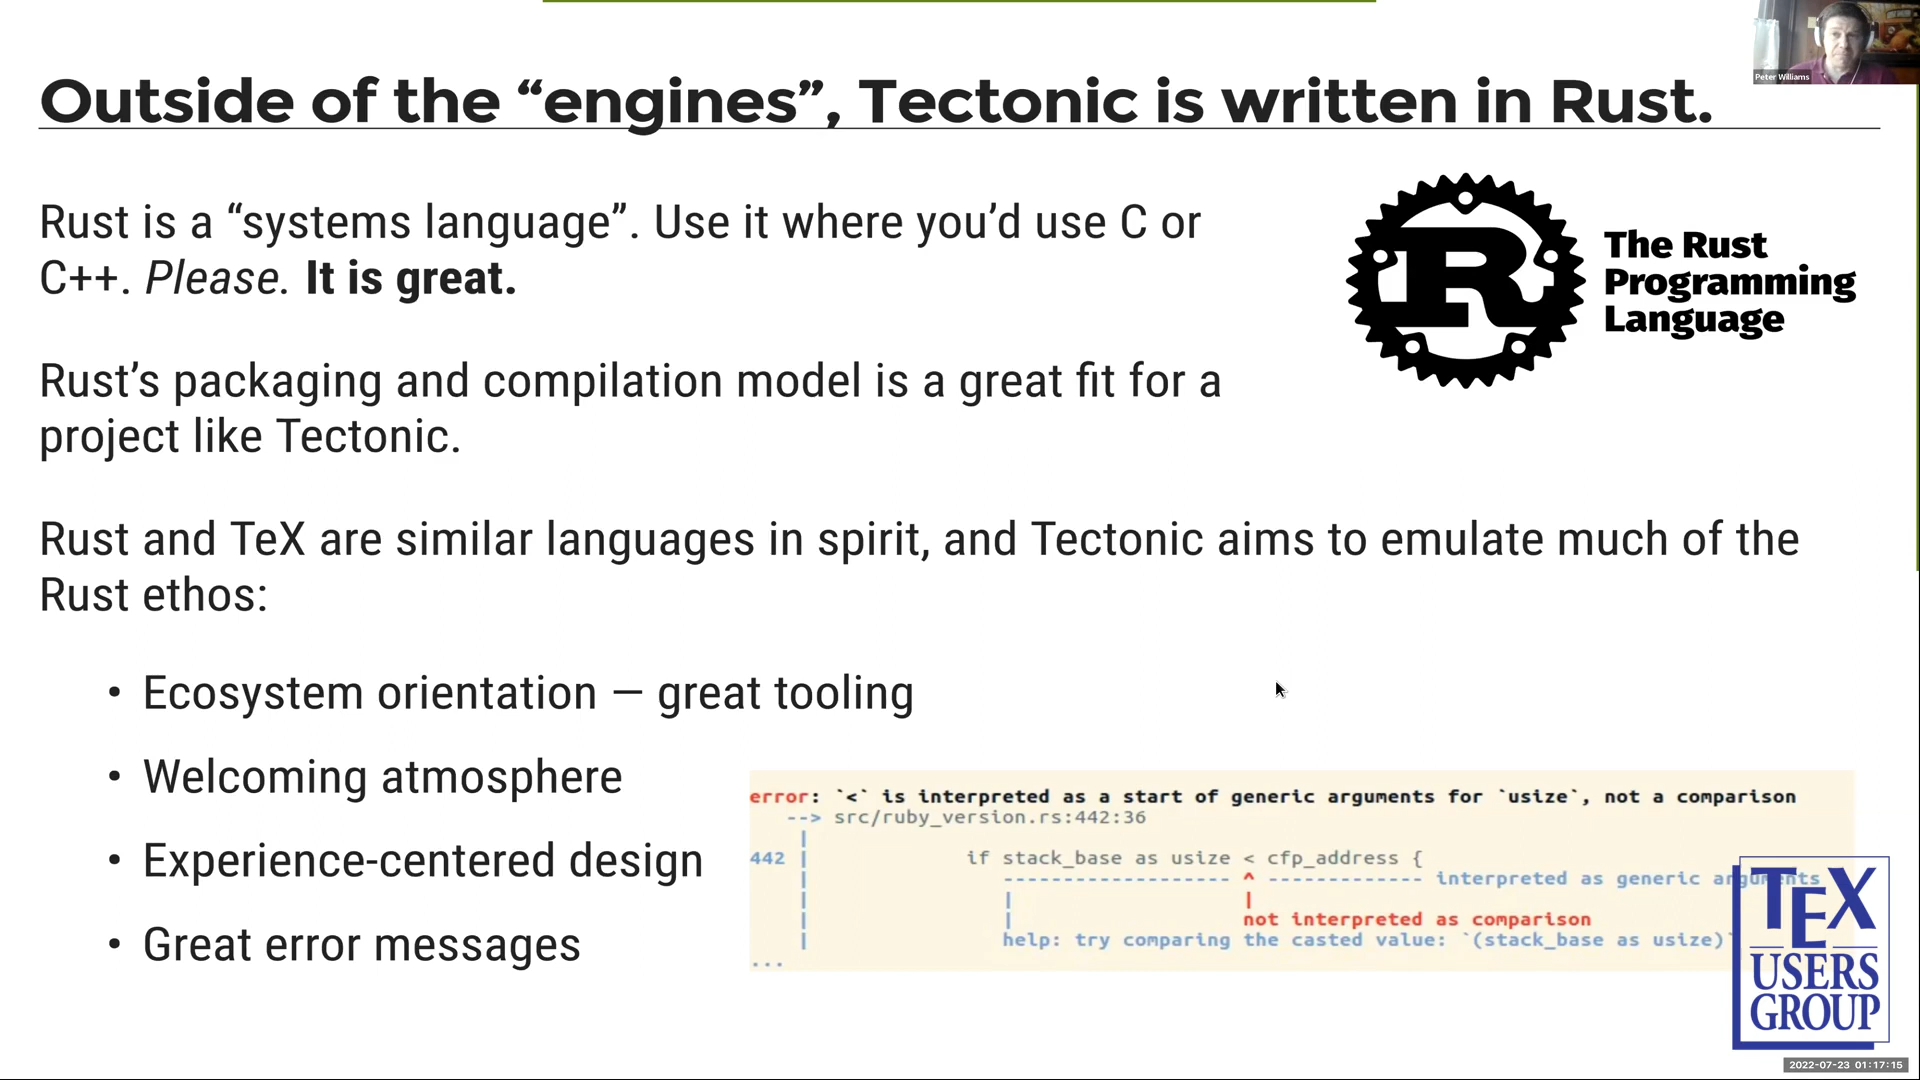 Peter Williams
Outside of the “engines”, Tectonic is written in Rust.
Rust is a “systems language”. Use it where you’d use C or
C++. Please. It is great.
The Rust
Programming
Language
Rust’s packaging and compilation model is a great fit for a
project like Tectonic.
Rust and TeX are similar languages in spirit, and Tectonic aims to emulate much of the
Rust ethos:
• Ecosystem orientation — great tooling
• Welcoming atmosphere
• Experience-centered design
• Great error messages
error: `<` is interpreted as a start of generic arguments for `usize`, not a comparison
--> src/ruby_version.rs:442:36
|
442 | if stack_base as usize < cfp_address {
| ------------------- ^ ------------- interpreted as generic arguments
| | |
| | not interpreted as comparison
| help: try comparing the casted value: `(stack_base as usize)`
...
TEX
USERS
GROUP
2022-07-23 01:17:15